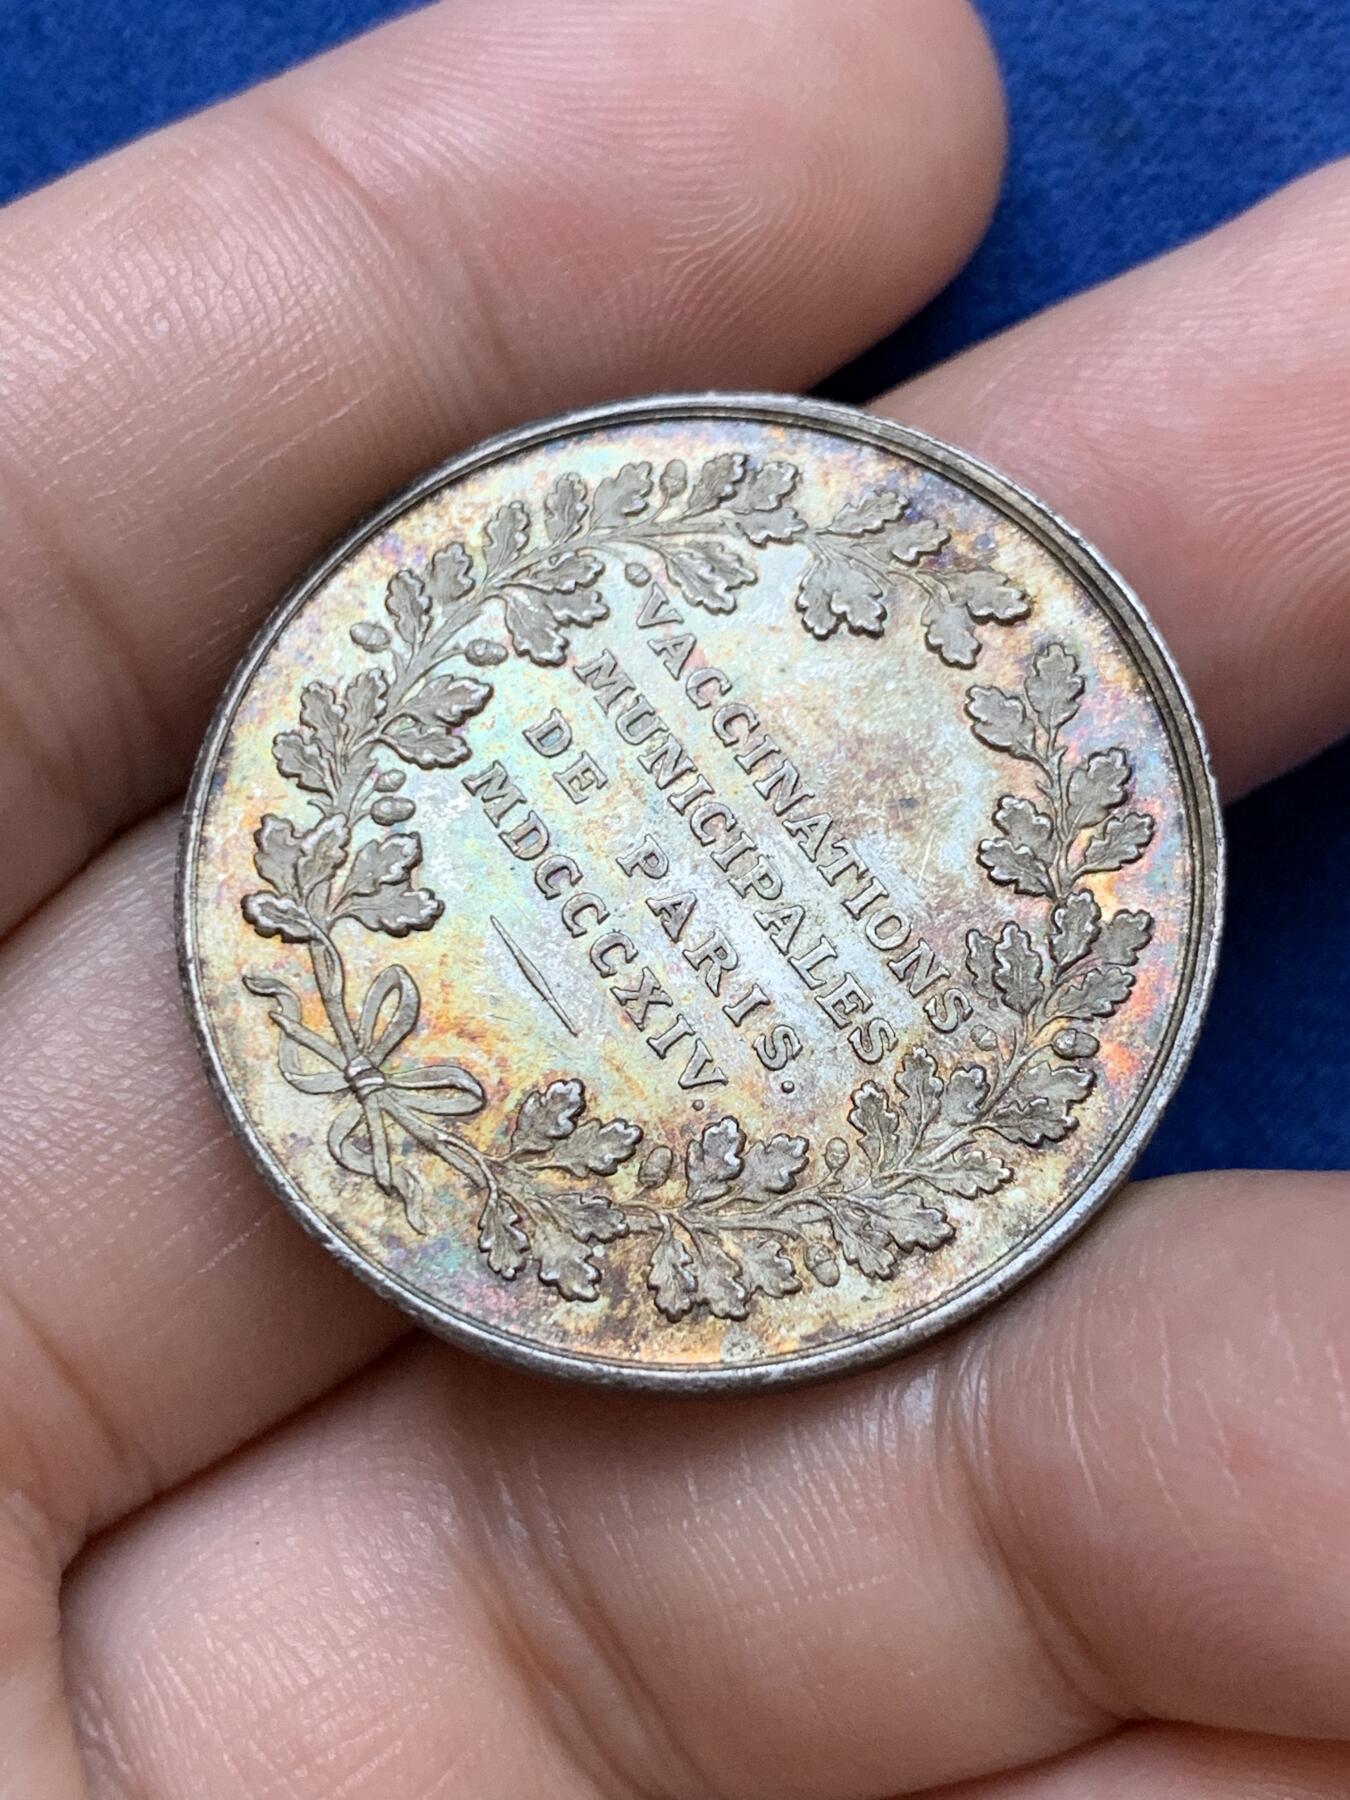 VACCINATIONS
MUNICIPALES
DE PARIS.
MDCCCXIV.